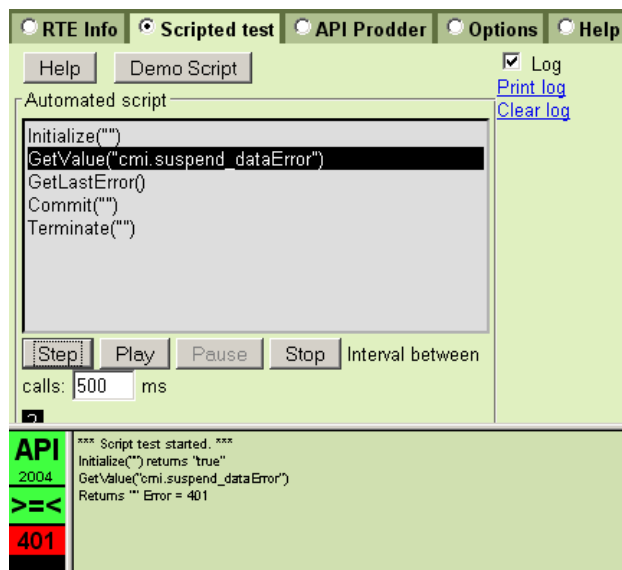 RTE Info Scripted test API Prodder Options Help
Help Demo Script
Log
Print log
Clear log
Automated script
Initialize("")
GetValue("cmi.suspend_dataError")
GetLastError()
Commit("")
Terminate("")
Step Play Pause Stop Interval between
calls: 500 ms
API
2004
>=<
401
*** Script test started. ***
Initialize("") returns "true"
GetValue("cmi.suspend_dataError")
Returns "" Error = 401